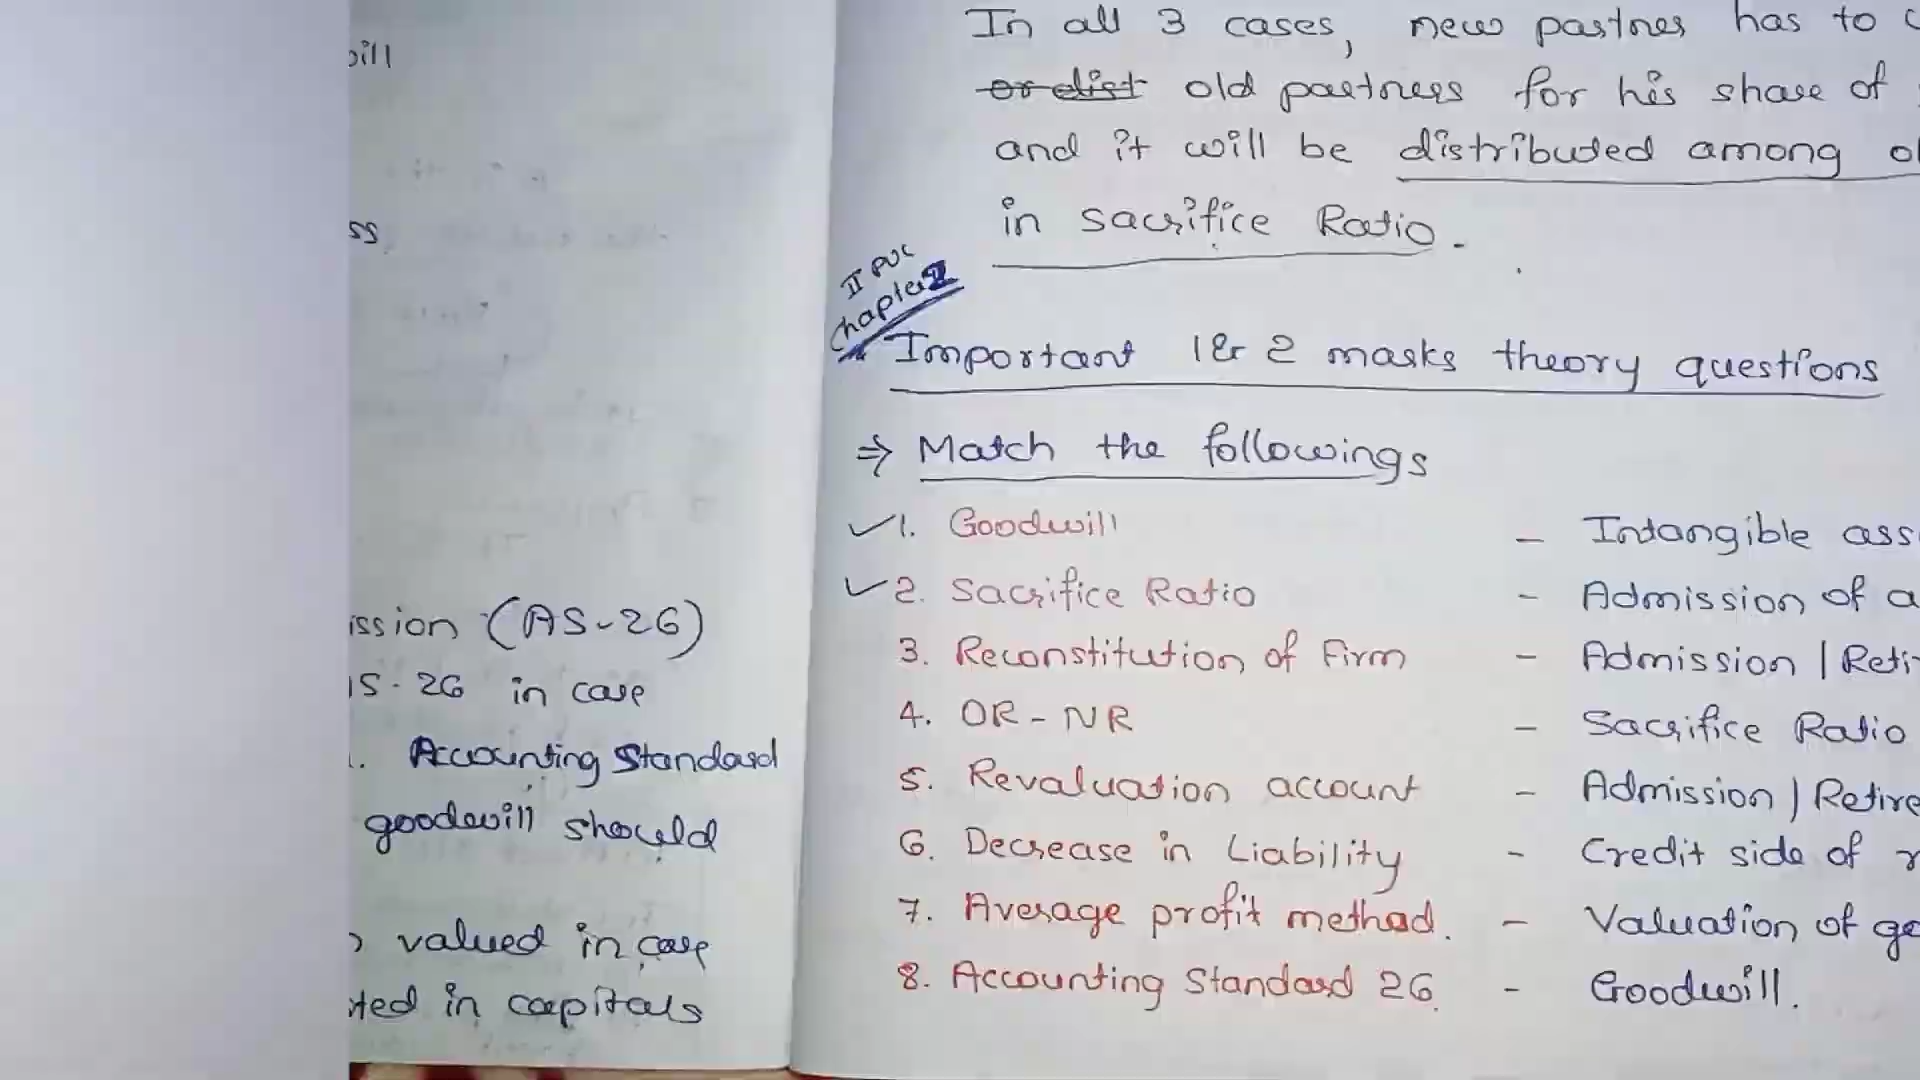 ill
ss
ission (AS-26)
AS-26 in case
1. Accounting Standard
goodwill should
valued in case
ted in capitals
In all 3 cases, new partner has to
or dist old partners for his share of
and it will be distributed among ol
in Sacrifice Ratio.
II PUC
Chapter 2
Important 1 & 2 marks theory questions
⇒ Match the followings
✓ 1. Goodwill - Intangible ass
✓ 2. Sacrifice Ratio - Admission of a
3. Reconstitution of Firm - Admission / Reti
4. OR - NR - Sacrifice Ratio
5. Revaluation account - Admission / Retire
6. Decrease in Liability - Credit side of r
7. Average profit method. - Valuation of go
8. Accounting Standard 26 - Goodwill.